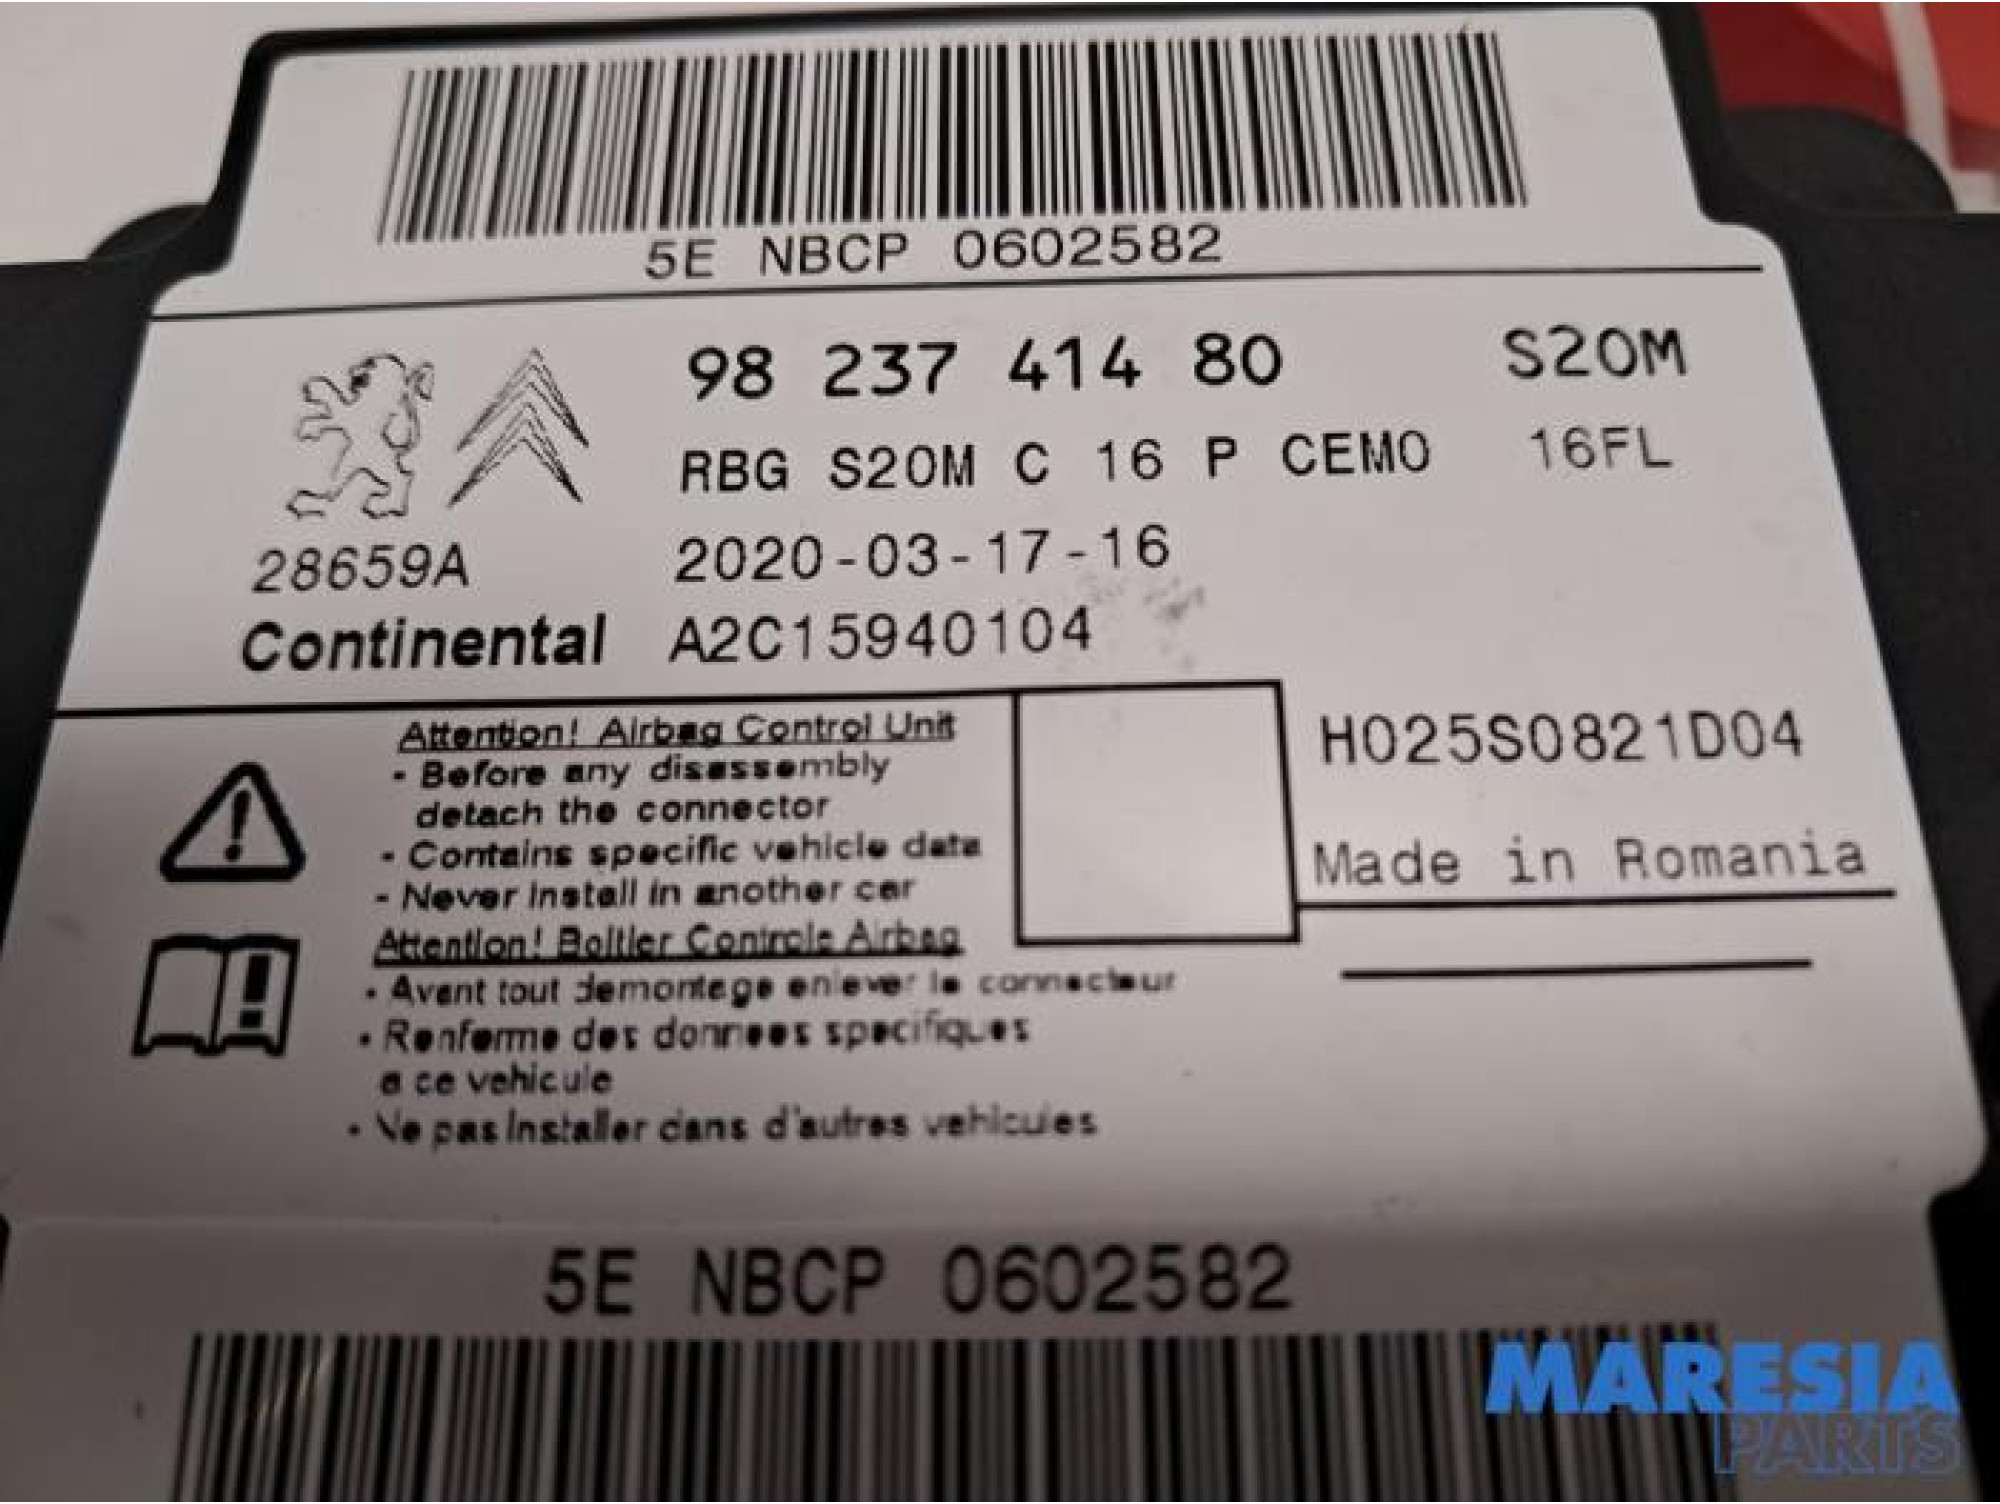 5E NBCP 0602582
98 237 414 80 S20M
RBG S20M C 16 P CEMO 16FL
28659A 2020-03-17-16
Continental A2C15940104
Attention! Airbag Control Unit
- Before any disassembly
detach the connector
- Contains specific vehicle data
- Never install in another car
H025S0821D04
Made in Romania
Attention! Boitier Controle Airbag
• Avant tout demontage enlever le connecteur
• Renferme des donnees specifiques
a ce vehicule
• Ne pas installer dans d'autres vehicules
5E NBCP 0602582
MARESIA
PARTS